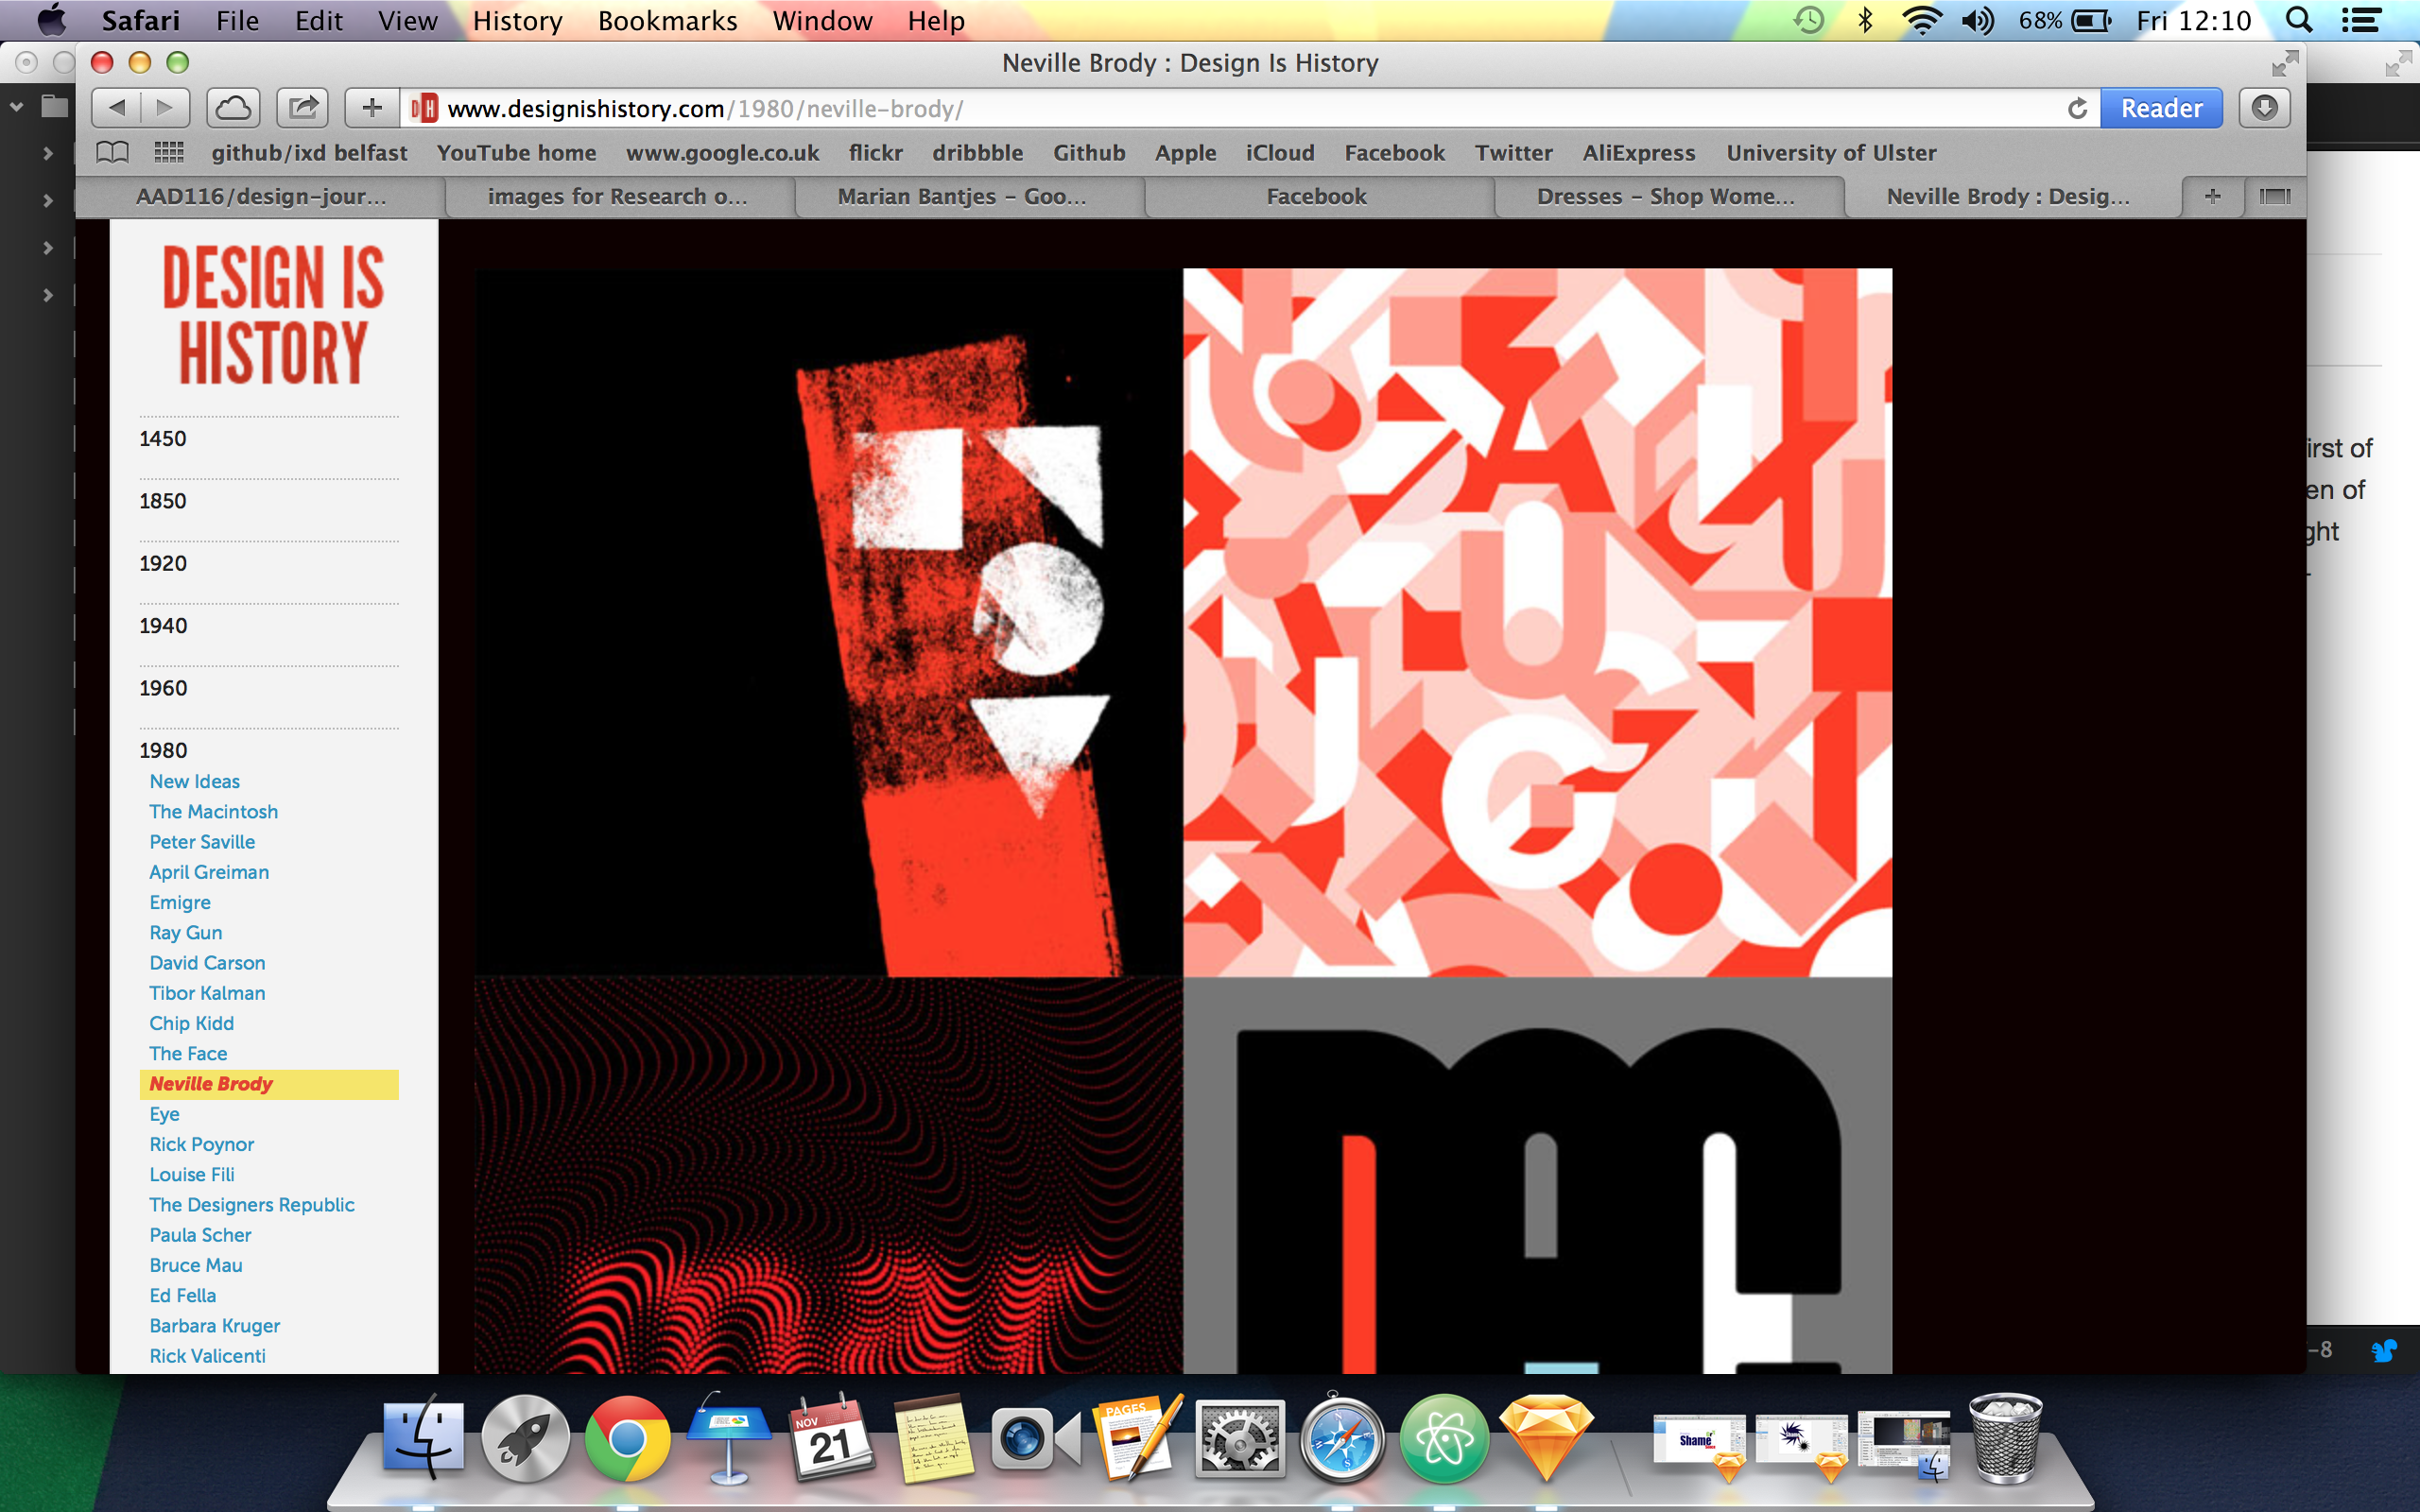 Safari File Edit View History Bookmarks Window Help 68% Fri 12:10
Neville Brody : Design Is History
www.designishistory.com/1980/neville-brody/ Reader
github/ixd belfast YouTube home www.google.co.uk flickr dribbble Github Apple iCloud Facebook Twitter AliExpress University of Ulster
AAD116/design-jour... images for Research o... Marian Bantjes – Goo... Facebook Dresses – Shop Wome... Neville Brody : Desig...
DESIGN IS
HISTORY
1450
1850
1920
1940
1960
1980
New Ideas
The Macintosh
Peter Saville
April Greiman
Emigre
Ray Gun
David Carson
Tibor Kalman
Chip Kidd
The Face
Neville Brody
Eye
Rick Poynor
Louise Fili
The Designers Republic
Paula Scher
Bruce Mau
Ed Fella
Barbara Kruger
Rick Valicenti
irst of
en of
ght
-8
NOV
21
PAGES
Shame